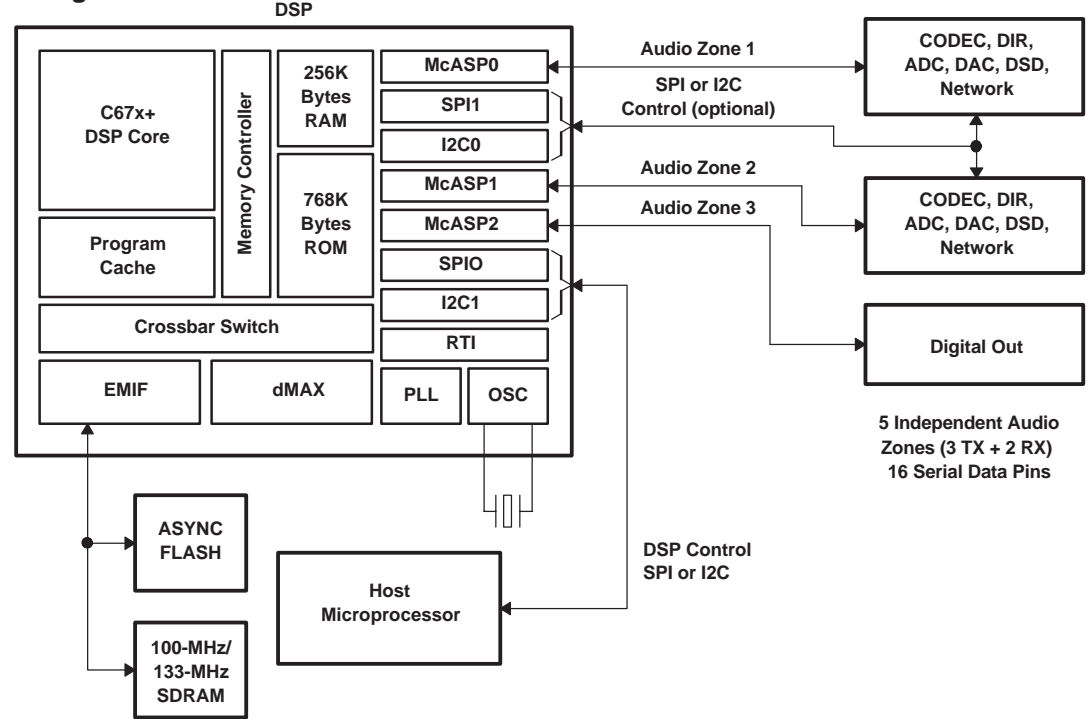 DSP
C67x+
DSP Core
Memory Controller
256K
Bytes
RAM
768K
Bytes
ROM
Program
Cache
Crossbar Switch
EMIF
dMAX
McASP0
SPI1
I2C0
McASP1
McASP2
SPIO
I2C1
RTI
PLL
OSC
Audio Zone 1
SPI or I2C
Control (optional)
Audio Zone 2
Audio Zone 3
CODEC, DIR,
ADC, DAC, DSD,
Network
CODEC, DIR,
ADC, DAC, DSD,
Network
Digital Out
5 Independent Audio
Zones (3 TX + 2 RX)
16 Serial Data Pins
ASYNC
FLASH
100-MHz/
133-MHz
SDRAM
Host
Microprocessor
DSP Control
SPI or I2C